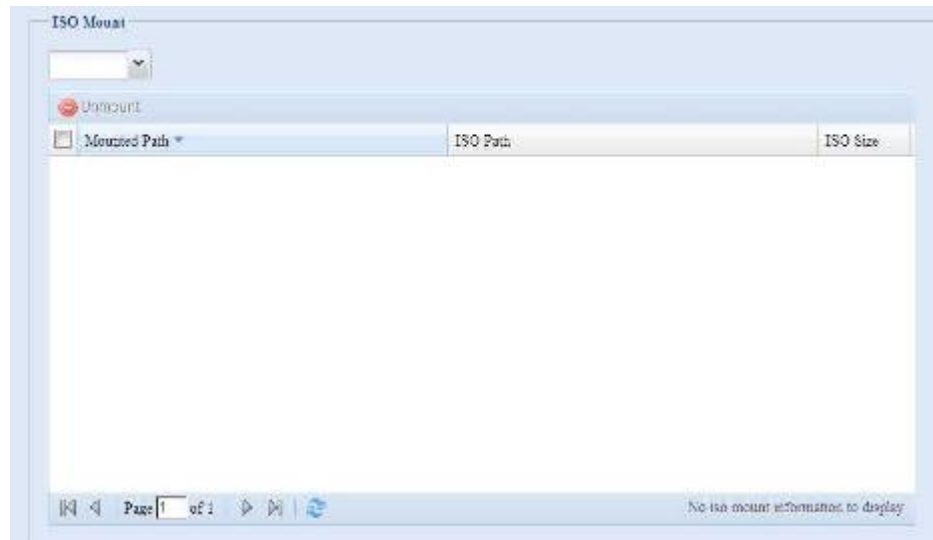 ISO Mount
Unmount
Mounted Path ISO Path ISO Size
Page 1 of 1 No iso mount information to display